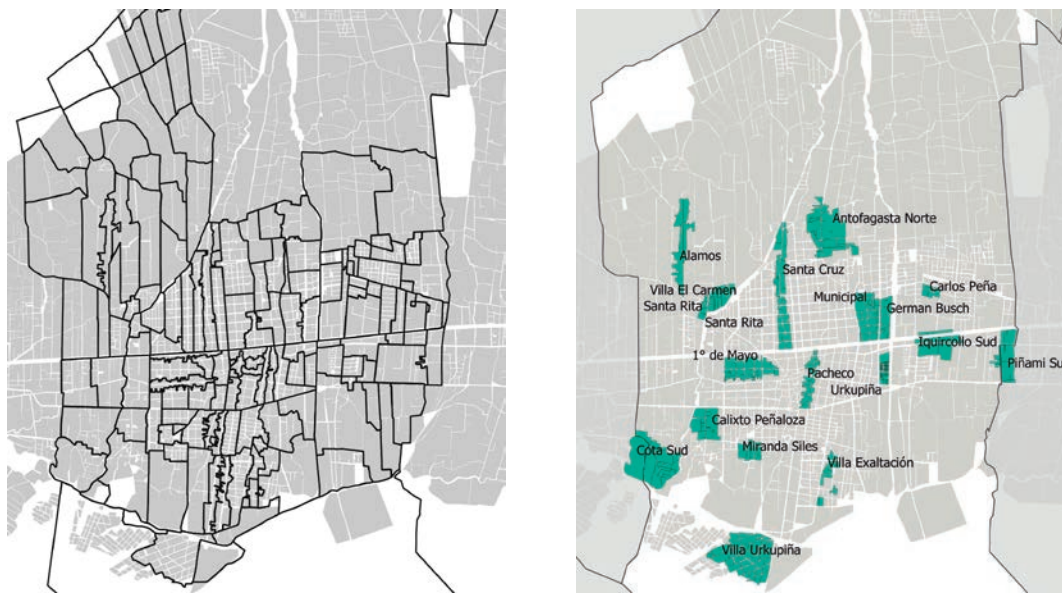 Antofagasta Norte
Alamos
Santa Cruz
Villa El Carmen
Carlos Peña
Municipal
Santa Rita
German Busch
Santa Rita
Iquircollo Sud
1° de Mayo
Piñami Su
Pacheco
Urkupiña
Calixto Peñaloza
Cota Sud
Miranda Siles
Villa Exaltación
Villa Urkupiña